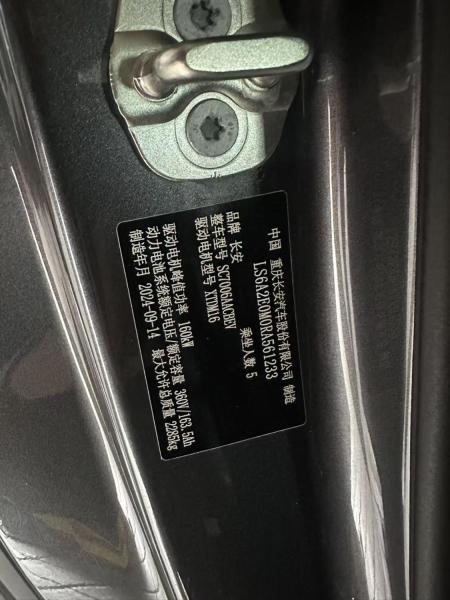 中国 重庆长安汽车股份有限公司 制造
LS6A2E0M0RA561233
品牌 长安 乘坐人数 5
整车型号 SC7006AACBEV
驱动电机型号 XTDM16
驱动电机峰值功率 160kW
动力电池系统额定电压/额定容量 360V/163.5Ah
制造年月 2024-09-14 最大允许总质量 2285kg